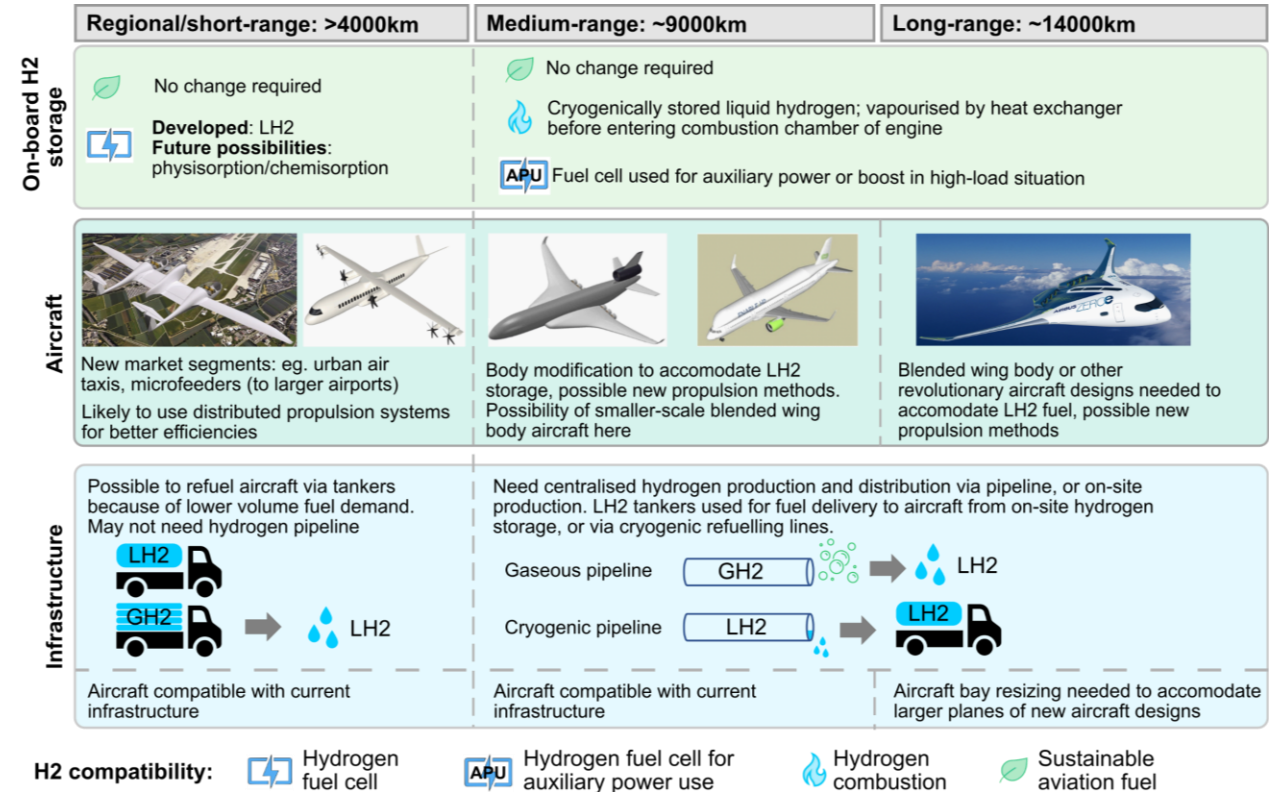 Regional/short-range: >4000km
Medium-range: ~9000km
Long-range: ~14000km
On-board H2
storage
No change required
Developed: LH2
Future possibilities:
physisorption/chemisorption
No change required
Cryogenically stored liquid hydrogen; vapourised by heat exchanger
before entering combustion chamber of engine
APU
Fuel cell used for auxiliary power or boost in high-load situation
Aircraft
AIRBUS ZEROe
New market segments: eg. urban air
taxis, microfeeders (to larger airports)
Likely to use distributed propulsion systems
for better efficiencies
Body modification to accomodate LH2
storage, possible new propulsion methods.
Possibility of smaller-scale blended wing
body aircraft here
Blended wing body or other
revolutionary aircraft designs needed to
accomodate LH2 fuel, possible new
propulsion methods
Infrastructure
Possible to refuel aircraft via tankers
because of lower volume fuel demand.
May not need hydrogen pipeline
LH2
GH2
LH2
Need centralised hydrogen production and distribution via pipeline, or on-site
production. LH2 tankers used for fuel delivery to aircraft from on-site hydrogen
storage, or via cryogenic refuelling lines.
Gaseous pipeline
GH2
LH2
Cryogenic pipeline
LH2
LH2
Aircraft compatible with current
infrastructure
Aircraft compatible with current
infrastructure
Aircraft bay resizing needed to accomodate
larger planes of new aircraft designs
H2 compatibility:
Hydrogen
fuel cell
APU
Hydrogen fuel cell for
auxiliary power use
Hydrogen
combustion
Sustainable
aviation fuel